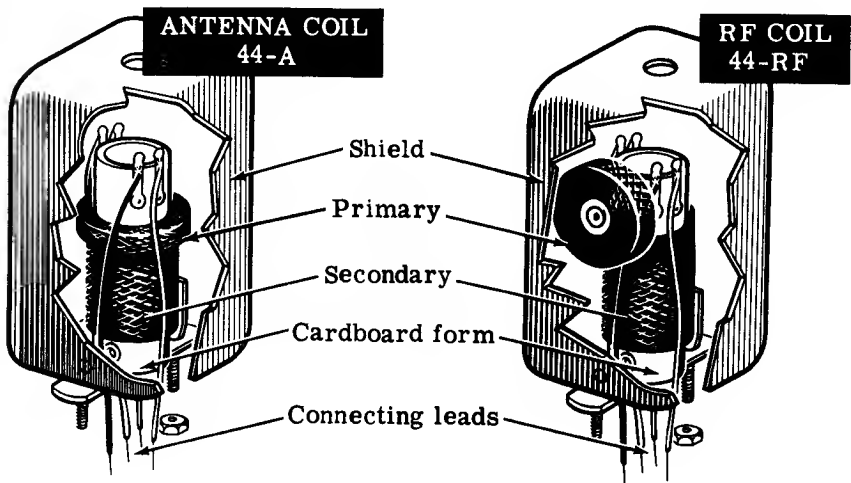 ANTENNA COIL
44-A
RF COIL
44-RF
Shield
Primary
Secondary
Cardboard form
Connecting leads